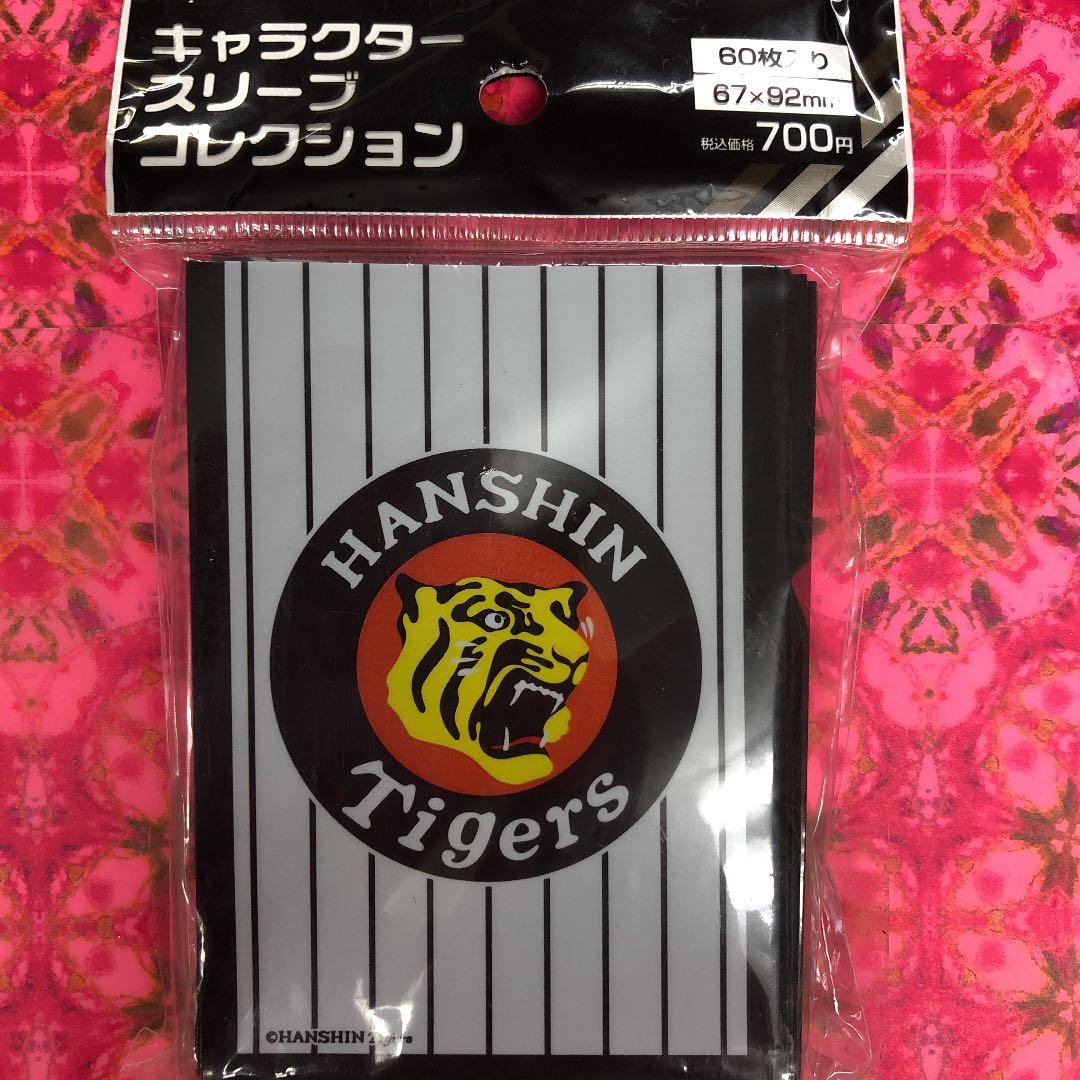 キャラクター
スリーブ
コレクション
60枚入り
67×92mm
税込価格 700円
HANSHIN
Tigers
©HANSHIN Tigers